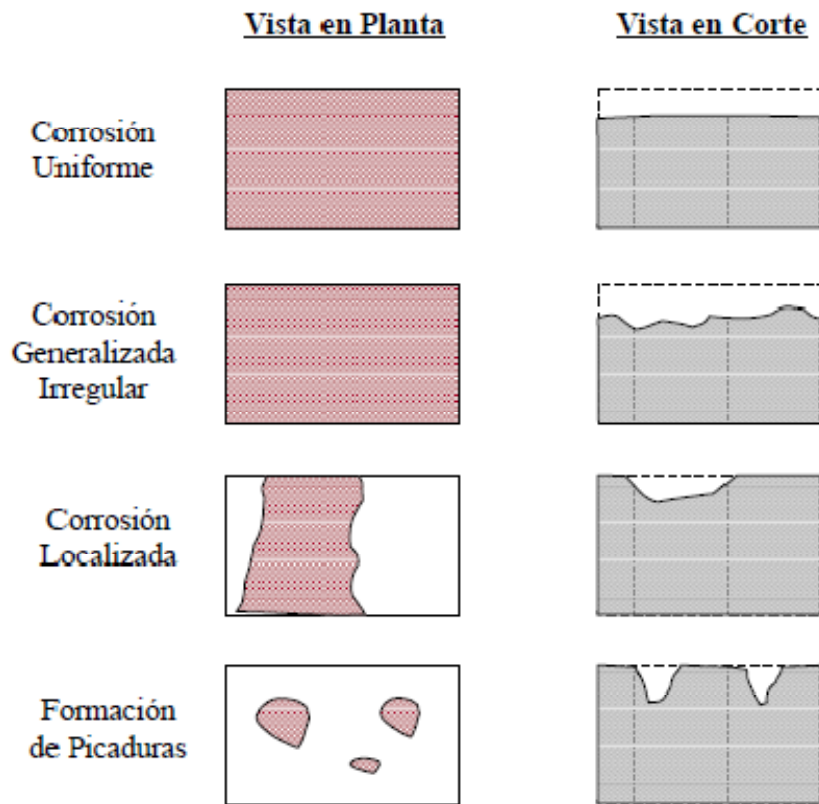 Vista en Planta
Vista en Corte
Corrosión
Uniforme
Corrosión
Generalizada
Irregular
Corrosión
Localizada
Formación
de Picaduras